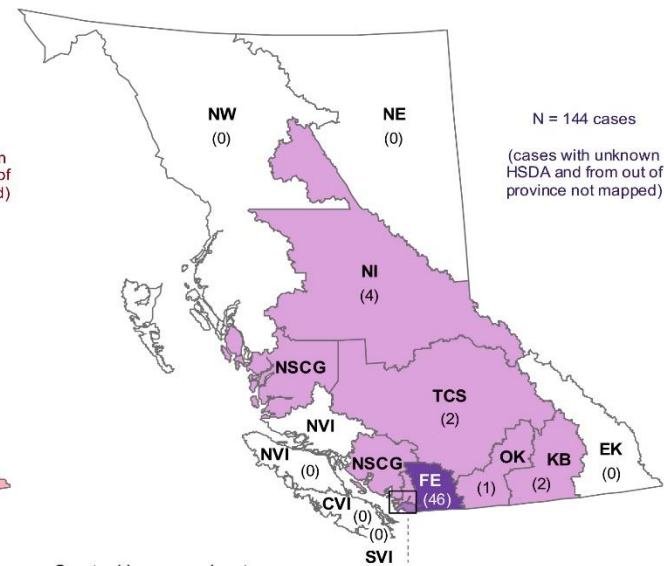 NW
(0)
NE
(0)
N = 144 cases
(cases with unknown
HSDA and from out of
province not mapped)
of
d)
NI
(4)
NSCG
TCS
(2)
NVI
NVI
(0)
NSCG
FE
(46)
OK
(1)
KB
(2)
EK
(0)
CVI
(0)
(0)
SVI